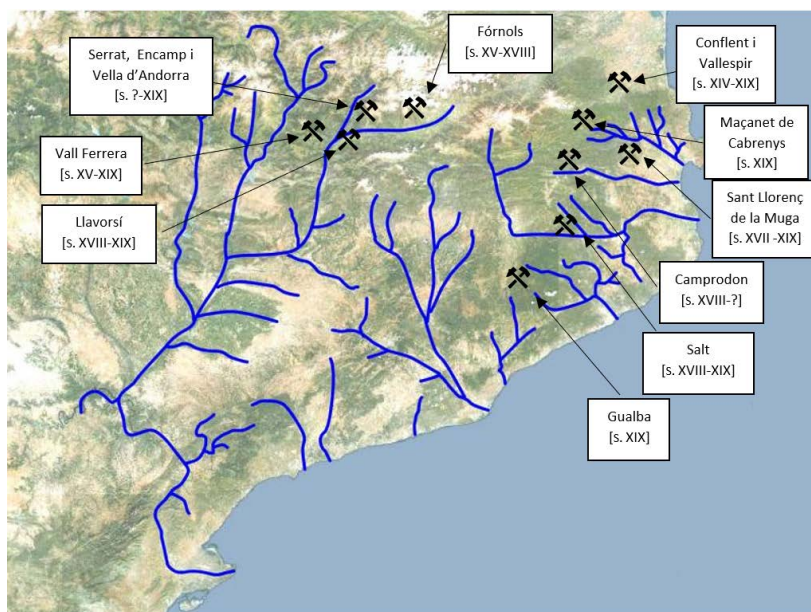 Serrat, Encamp i
Vella d'Andorra
[s. ?-XIX]
Fórnols
[s. XV-XVIII]
Conflent i
Vallespir
[s. XIV-XIX]
Vall Ferrera
[s. XV-XIX]
Maçanet de
Cabrenys
[s. XIX]
Llavorsí
[s. XVIII-XIX]
Sant Llorenç
de la Muga
[s. XVII -XIX]
Camprodon
[s. XVIII-?]
Salt
[s. XVIII-XIX]
Gualba
[s. XIX]